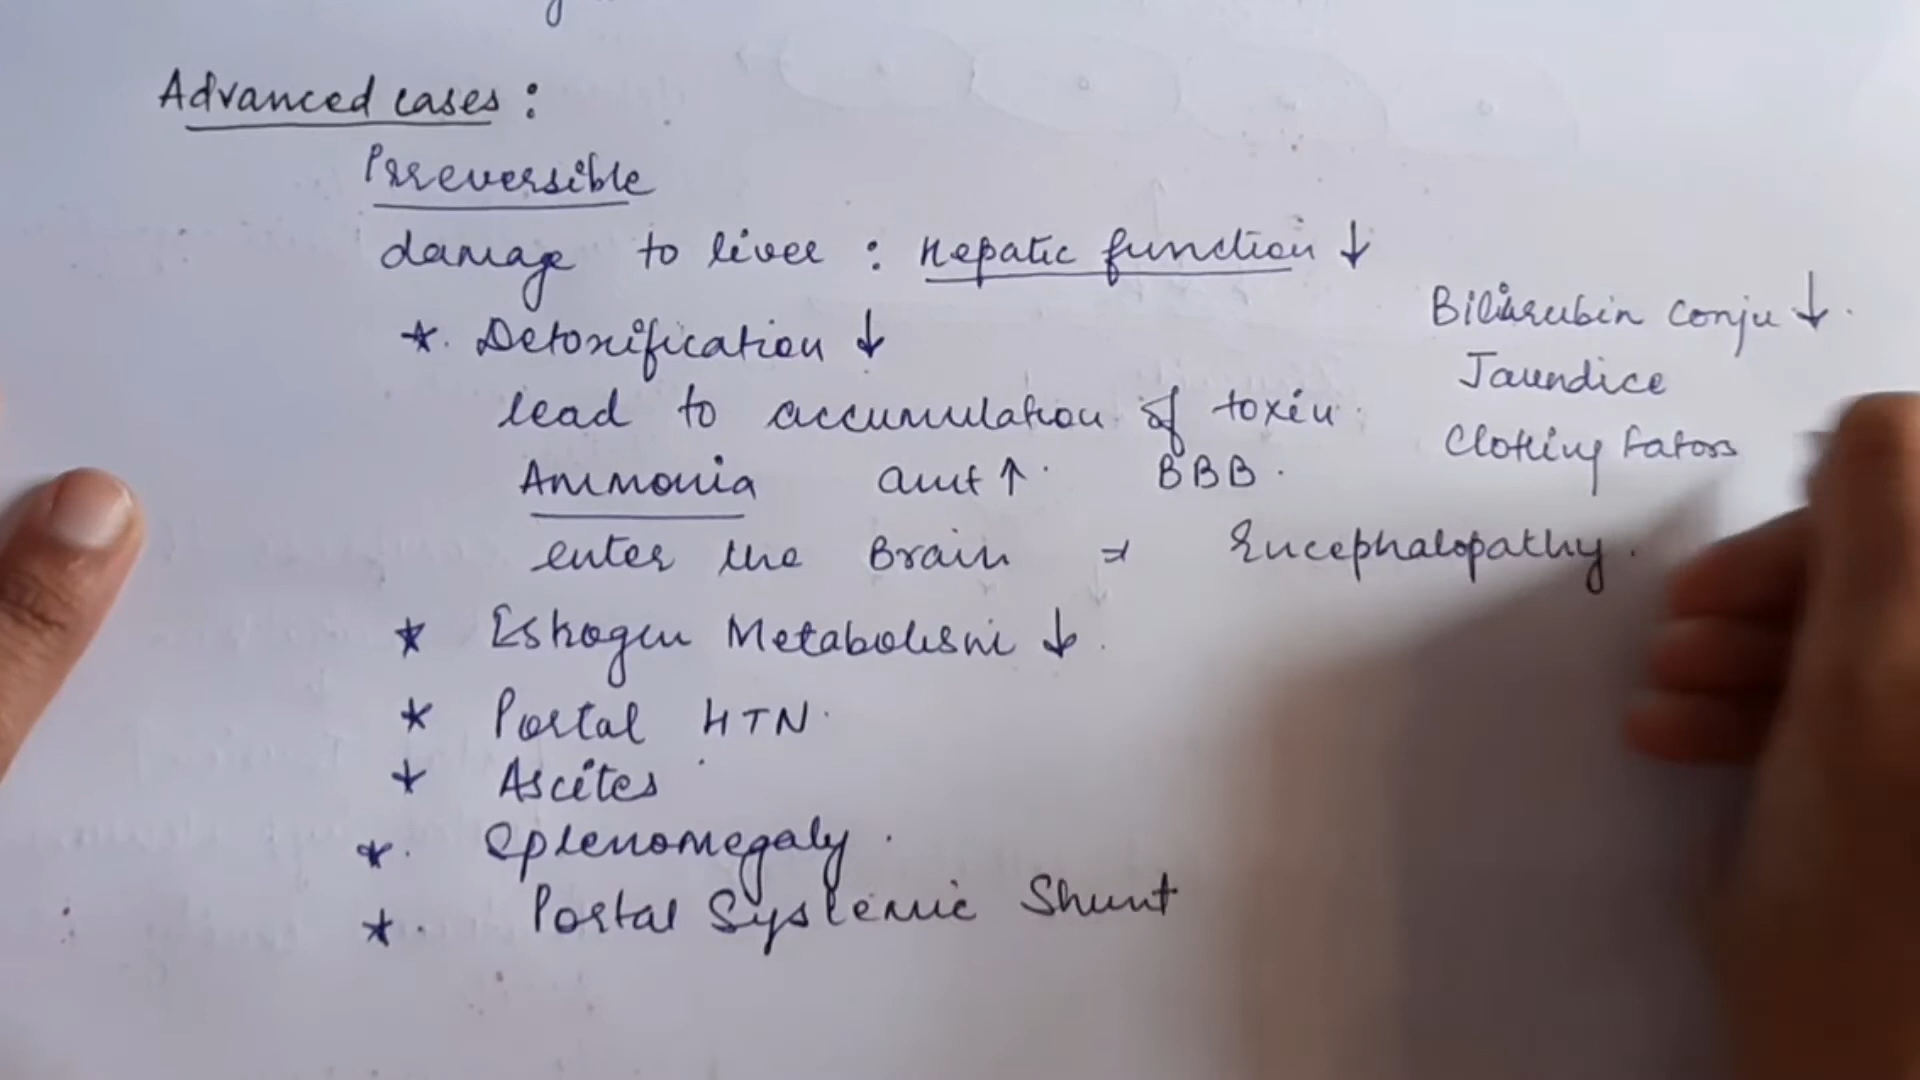 Advanced cases :
Irreversible
damage to liver : Hepatic function ↓
* Detoxification ↓
lead to accumulation of toxin
Ammonia amt ↑ BBB.
enter the Brain ⇒ Encephalopathy.
* Estrogen Metabolism ↓.
* Portal HTN.
* Ascites
* Splenomegaly.
* Portal Systemic Shunt
Bilirubin conju ↓.
Jaundice
Clotting Fators